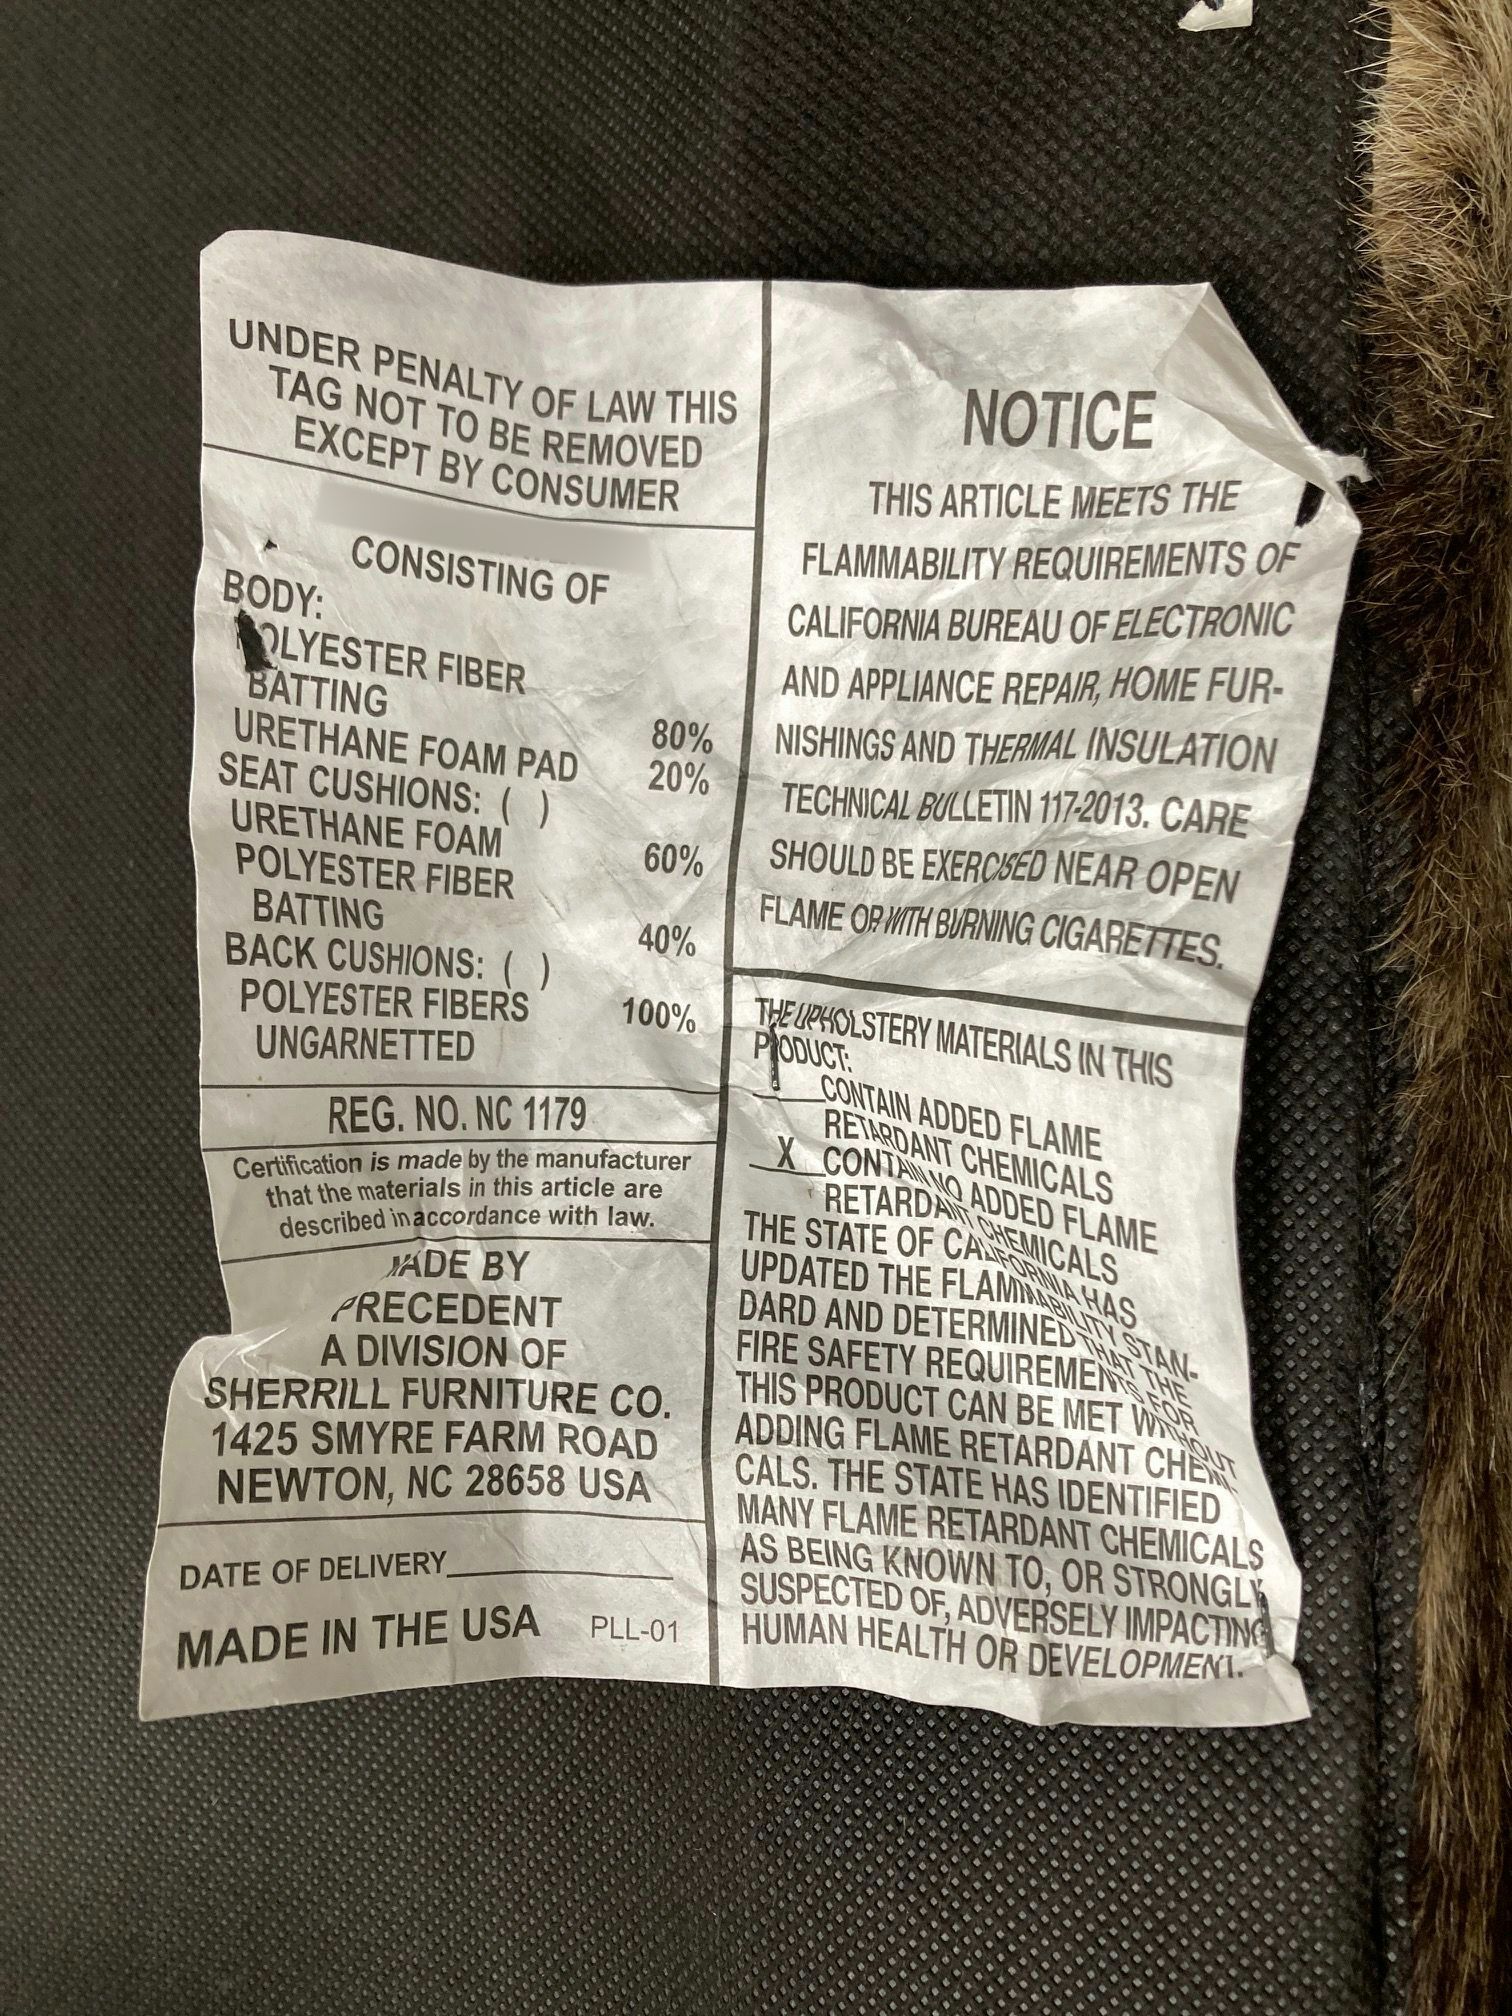 UNDER PENALTY OF LAW THIS
TAG NOT TO BE REMOVED
EXCEPT BY CONSUMER
CONSISTING OF
BODY:
POLYESTER FIBER
BATTING 80%
URETHANE FOAM PAD 20%
SEAT CUSHIONS: ( )
URETHANE FOAM 60%
POLYESTER FIBER
BATTING 40%
BACK CUSHIONS: ( )
POLYESTER FIBERS 100%
UNGARNETTED
REG. NO. NC 1179
Certification is made by the manufacturer
that the materials in this article are
described in accordance with law.
MADE BY
PRECEDENT
A DIVISION OF
SHERRILL FURNITURE CO.
1425 SMYRE FARM ROAD
NEWTON, NC 28658 USA
DATE OF DELIVERY
MADE IN THE USA PLL-01
NOTICE
THIS ARTICLE MEETS THE
FLAMMABILITY REQUIREMENTS OF
CALIFORNIA BUREAU OF ELECTRONIC
AND APPLIANCE REPAIR, HOME FUR-
NISHINGS AND THERMAL INSULATION
TECHNICAL BULLETIN 117-2013. CARE
SHOULD BE EXERCISED NEAR OPEN
FLAME OR WITH BURNING CIGARETTES.
THE UPHOLSTERY MATERIALS IN THIS
PRODUCT:
CONTAIN ADDED FLAME
RETARDANT CHEMICALS
X CONTAIN NO ADDED FLAME
RETARDANT CHEMICALS
THE STATE OF CALIFORNIA HAS
UPDATED THE FLAMMABILITY STAN-
DARD AND DETERMINED THAT THE
FIRE SAFETY REQUIREMENTS FOR
THIS PRODUCT CAN BE MET WITHOUT
ADDING FLAME RETARDANT CHEMI-
CALS. THE STATE HAS IDENTIFIED
MANY FLAME RETARDANT CHEMICALS
AS BEING KNOWN TO, OR STRONGLY
SUSPECTED OF, ADVERSELY IMPACTING
HUMAN HEALTH OR DEVELOPMENT.